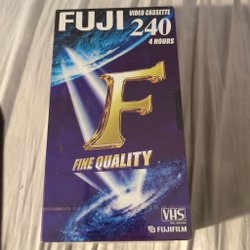 FUJI VIDEO CASSETTE
240
4 HOURS
F
FINE QUALITY
VHS
FUJIFILM